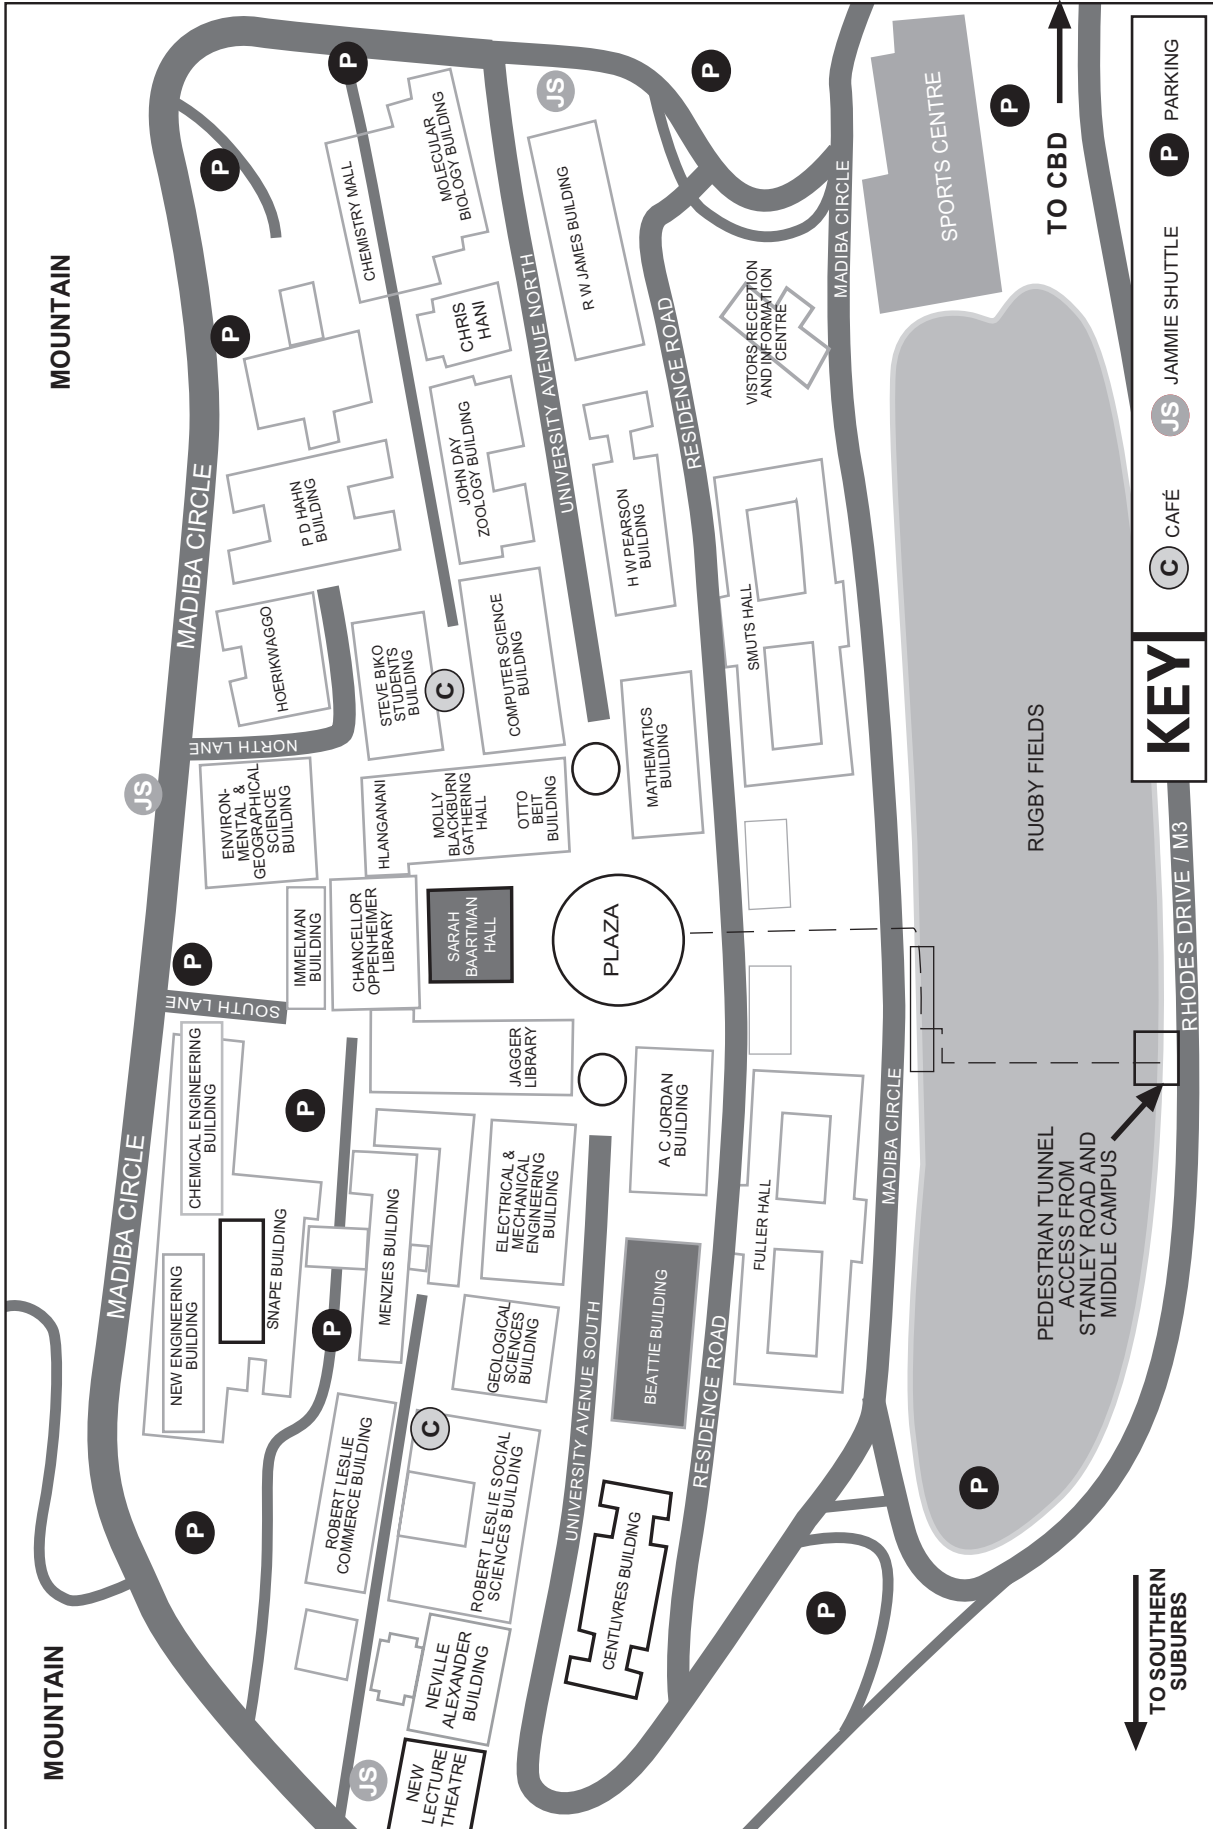 MOUNTAIN
MOUNTAIN
MADIBA CIRCLE
MADIBA CIRCLE
JS
P
P
P
P
P
P
P
NEW ENGINEERING
BUILDING
CHEMICAL ENGINEERING
BUILDING
SNAPE BUILDING
SOUTH LANE
NORTH LANE
ENVIRON-
MENTAL &
GEOGRAPHICAL
SCIENCE
BUILDING
HOERIKWAGGO
P D HAHN
BUILDING
IMMELMAN
BUILDING
CHEMISTRY MALL
MOLECULAR
BIOLOGY BUILDING
ROBERT LESLIE
COMMERCE BUILDING
MENZIES BUILDING
CHANCELLOR
OPPENHEIMER
LIBRARY
HLANGANANI
MOLLY
BLACKBURN
GATHERING
HALL
OTTO
BEIT
BUILDING
STEVE BIKO
STUDENTS
BUILDING
C
COMPUTER SCIENCE
BUILDING
JOHN DAY
ZOOLOGY BUILDING
CHRIS
HANI
JS
NEW
LECTURE
THEATRE
NEVILLE
ALEXANDER
BUILDING
C
ROBERT LESLIE SOCIAL
SCIENCES BUILDING
GEOLOGICAL
SCIENCES
BUILDING
ELECTRICAL &
MECHANICAL
ENGINEERING
BUILDING
JAGGER
LIBRARY
SARAH
BAARTMAN
HALL
UNIVERSITY AVENUE NORTH
JS
R W JAMES BUILDING
UNIVERSITY AVENUE SOUTH
CENTLIVRES BUILDING
BEATTIE BUILDING
A C JORDAN
BUILDING
PLAZA
MATHEMATICS
BUILDING
H W PEARSON
BUILDING
RESIDENCE ROAD
RESIDENCE ROAD
P
FULLER HALL
SMUTS HALL
VISTORS RECEPTION
AND INFORMATION
CENTRE
P
MADIBA CIRCLE
MADIBA CIRCLE
SPORTS CENTRE
P
P
RUGBY FIELDS
TO CBD
PEDESTRIAN TUNNEL
ACCESS FROM
STANLEY ROAD AND
MIDDLE CAMPUS
TO SOUTHERN
SUBURBS
RHODES DRIVE / M3
KEY
C CAFÉ
JS JAMMIE SHUTTLE
P PARKING